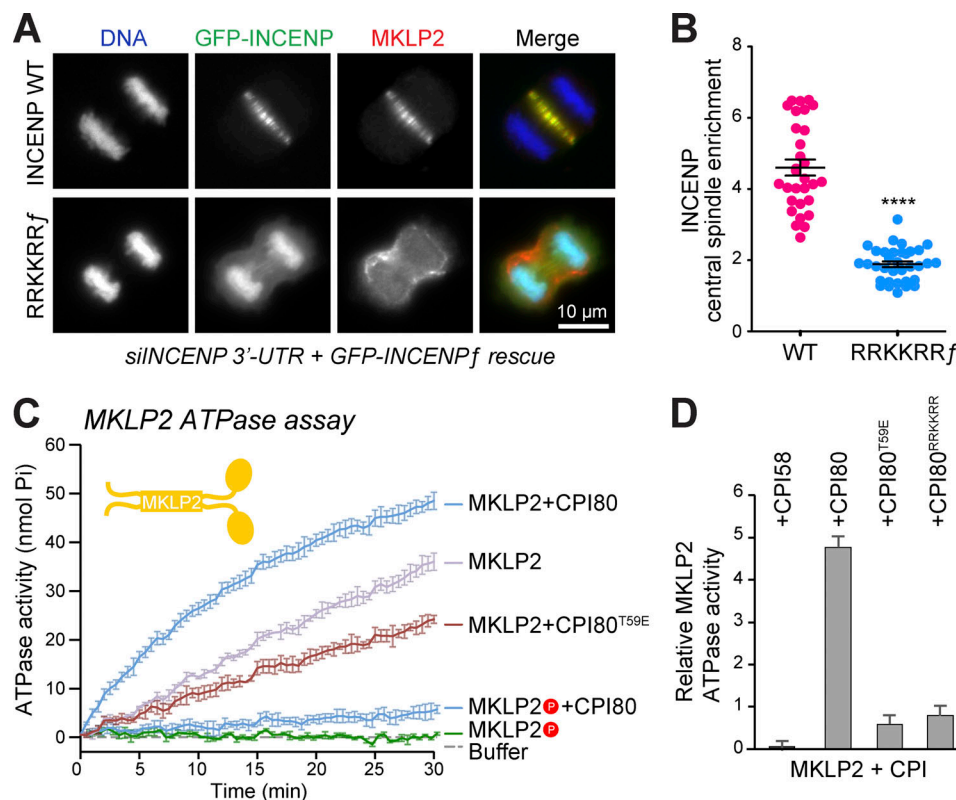 A
DNA
GFP-INCENP
MKLP2
Merge
INCENP WT
RRKKRRƒ
10 µm
siINCENP 3'-UTR + GFP-INCENPƒ rescue
B
INCENP
central spindle enrichment
8
6
4
2
0
****
WT
RRKKRRƒ
C
MKLP2 ATPase assay
ATPase activity (nmol Pi)
60
50
40
30
20
10
0
MKLP2
MKLP2+CPI80
MKLP2
MKLP2+CPI80T59E
MKLP2 P +CPI80
MKLP2 P
Buffer
0
5
10
15
20
25
30
Time (min)
D
+CPI58
+CPI80
+CPI80T59E
+CPI80RRKKRR
Relative MKLP2
ATPase activity
6
5
4
3
2
1
0
MKLP2 + CPI